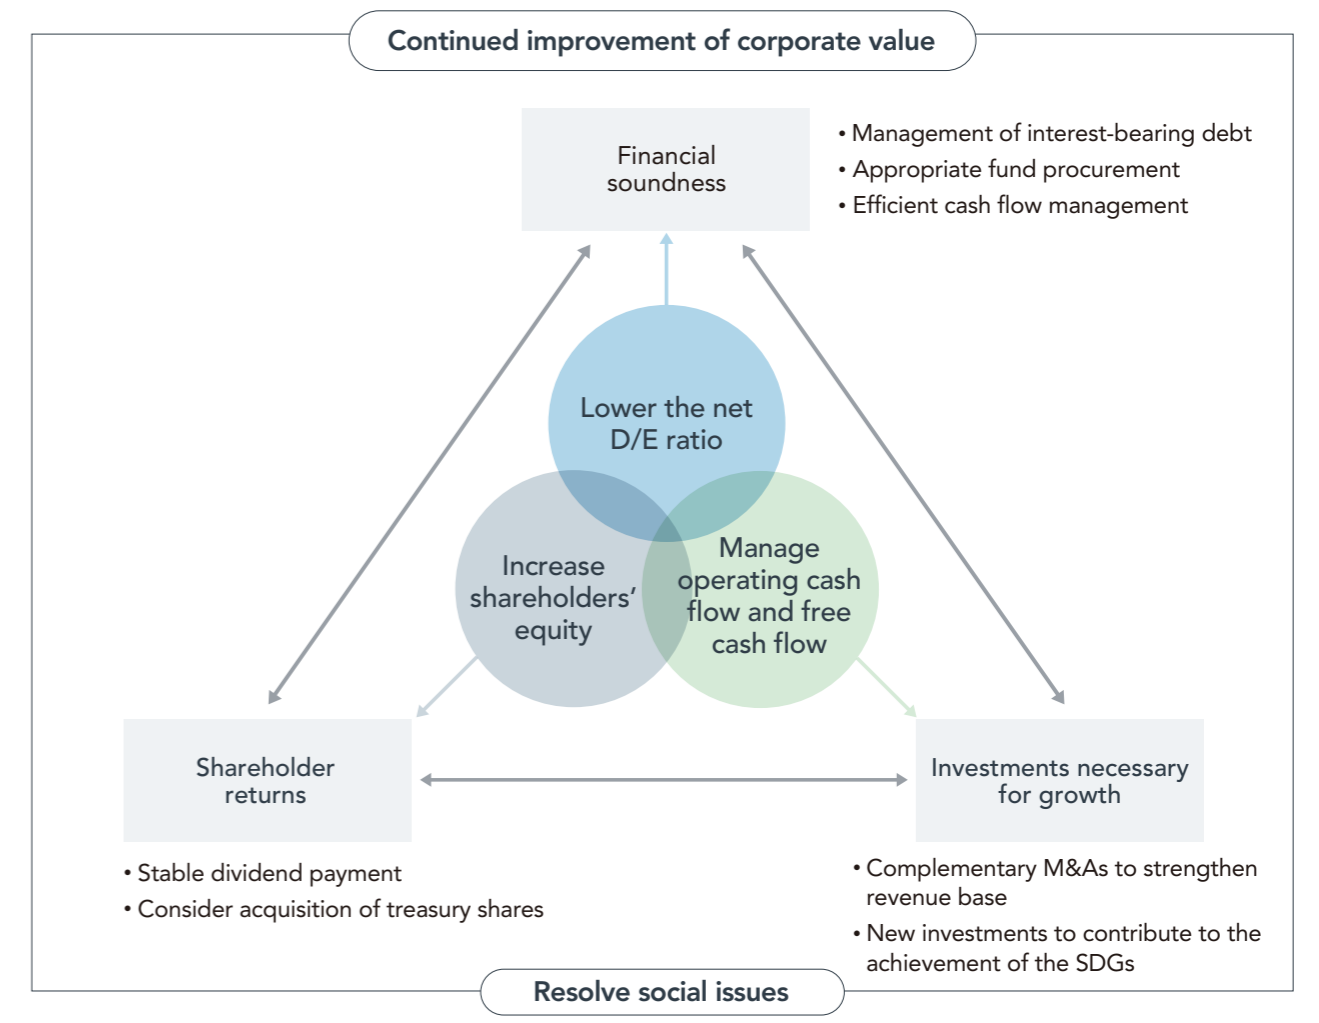 Continued improvement of corporate value
Financial
soundness
• Management of interest-bearing debt
• Appropriate fund procurement
• Efficient cash flow management
Lower the net
D/E ratio
Increase
shareholders’
equity
Manage
operating cash
flow and free
cash flow
Shareholder
returns
• Stable dividend payment
• Consider acquisition of treasury shares
Investments necessary
for growth
• Complementary M&As to strengthen
revenue base
• New investments to contribute to the
achievement of the SDGs
Resolve social issues